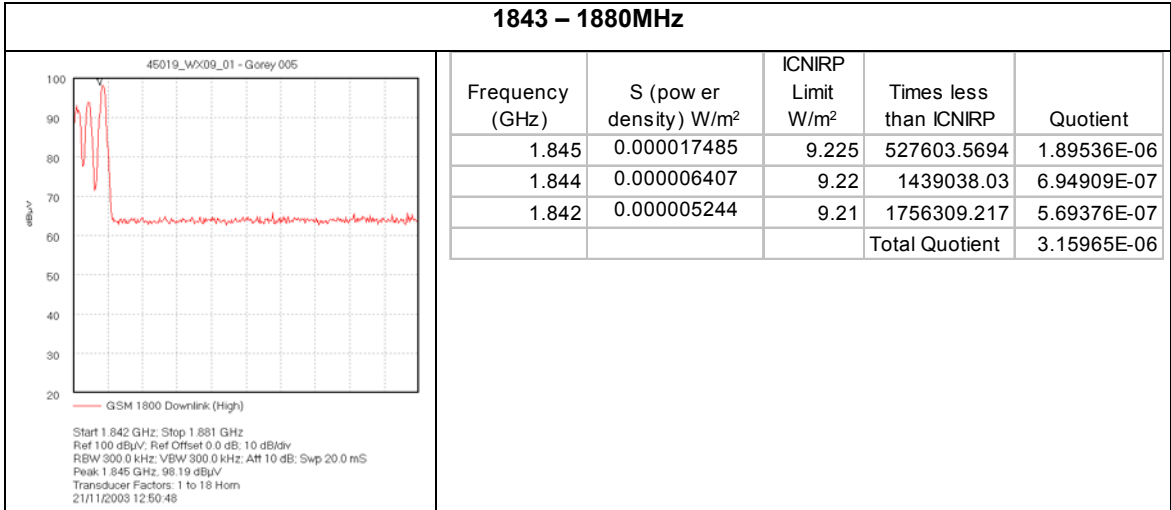 1843 – 1880MHz
45019_WX09_01 - Gorey 005
100
90
80
70
60
50
40
30
20
dBµV
GSM 1800 Downlink (High)
Start 1.842 GHz; Stop 1.881 GHz
Ref 100 dBµV; Ref Offset 0.0 dB; 10 dB/div
RBW 300.0 kHz; VBW 300.0 kHz; Att 10 dB; Swp 20.0 mS
Peak 1.845 GHz, 98.19 dBµV
Transducer Factors: 1 to 18 Horn
21/11/2003 12:50:48
Frequency (GHz) S (pow er density) W/m² ICNIRP Limit W/m² Times less than ICNIRP Quotient
1.845 0.000017485 9.225 527603.5694 1.89536E-06
1.844 0.000006407 9.22 1439038.03 6.94909E-07
1.842 0.000005244 9.21 1756309.217 5.69376E-07
Total Quotient 3.15965E-06